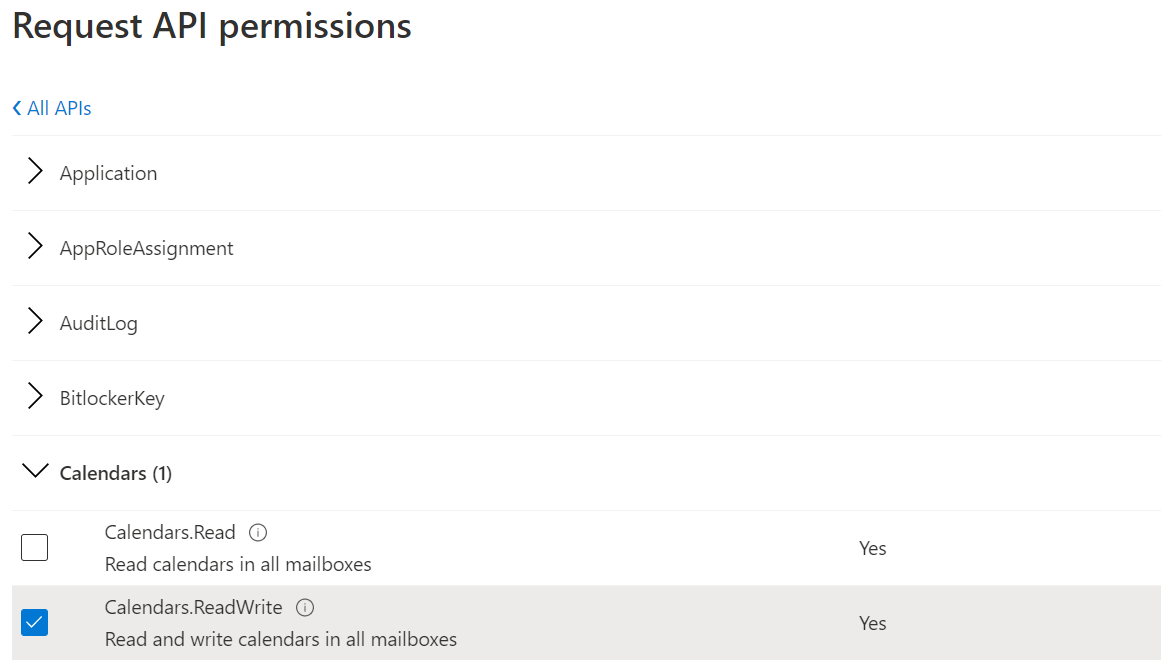 Request API permissions
All APIs
Application
AppRoleAssignment
AuditLog
BitlockerKey
Calendars (1)
Calendars.Read
Read calendars in all mailboxes
Yes
Calendars.ReadWrite
Read and write calendars in all mailboxes
Yes